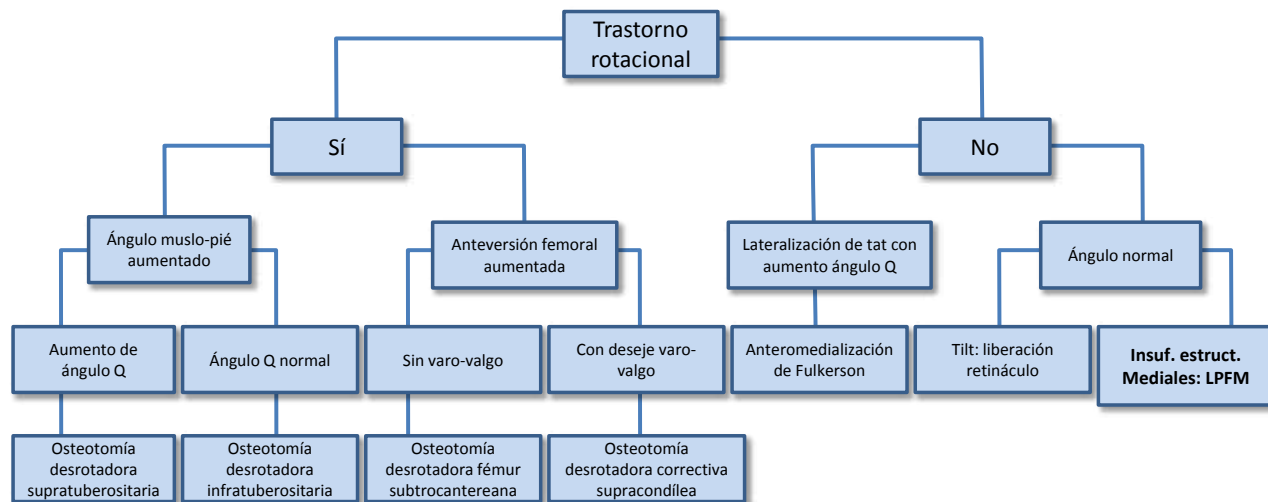 Trastorno
rotacional
Sí
No
Ángulo muslo-pié
aumentado
Anteversión femoral
aumentada
Lateralización de tat con
aumento ángulo Q
Ángulo normal
Aumento de
ángulo Q
Ángulo Q normal
Sin varo-valgo
Con deseje varo-
valgo
Anteromedialización
de Fulkerson
Tilt: liberación
retináculo
Insuf. estruct.
Mediales: LPFM
Osteotomía
desrotadora
supratuberositaria
Osteotomía
desrotadora
infratuberositaria
Osteotomía
desrotadora fémur
subtrocantereana
Osteotomía
desrotadora correctiva
supracondílea